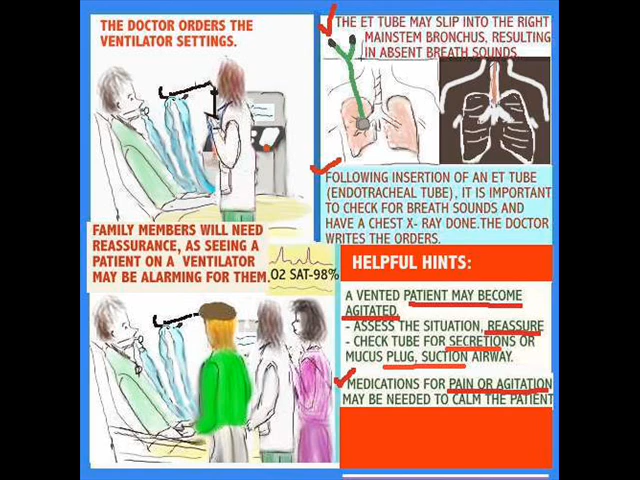 THE DOCTOR ORDERS THE
VENTILATOR SETTINGS.
THE ET TUBE MAY SLIP INTO THE RIGHT
MAINSTEM BRONCHUS, RESULTING
IN ABSENT BREATH SOUNDS.
FOLLOWING INSERTION OF AN ET TUBE
(ENDOTRACHEAL TUBE), IT IS IMPORTANT
TO CHECK FOR BREATH SOUNDS AND
HAVE A CHEST X- RAY DONE.THE DOCTOR
WRITES THE ORDERS.
FAMILY MEMBERS WILL NEED
REASSURANCE, AS SEEING A
PATIENT ON A VENTILATOR
MAY BE ALARMING FOR THEM.
O2 SAT-98%
HELPFUL HINTS:
A VENTED PATIENT MAY BECOME
AGITATED.
- ASSESS THE SITUATION, REASSURE
- CHECK TUBE FOR SECRETIONS OR
MUCUS PLUG, SUCTION AIRWAY.
MEDICATIONS FOR PAIN OR AGITATION
MAY BE NEEDED TO CALM THE PATIENT